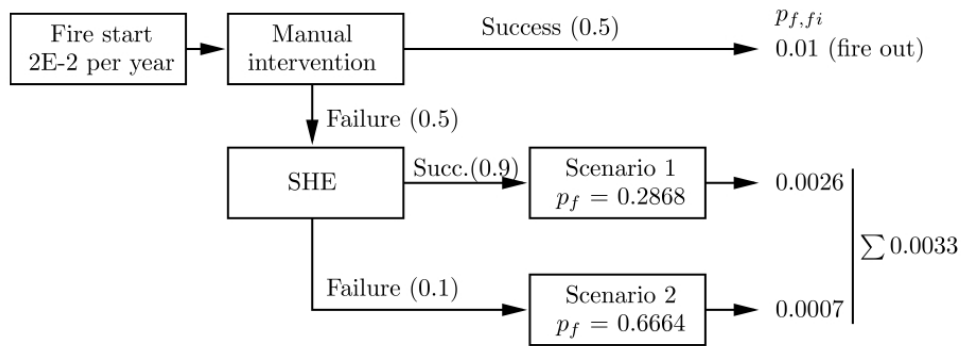 Fire start
2E-2 per year
Manual
intervention
Success (0.5)
p_{f,fi}
0.01 (fire out)
Failure (0.5)
SHE
Succ.(0.9)
Scenario 1
p_f = 0.2868
0.0026
∑ 0.0033
Failure (0.1)
Scenario 2
p_f = 0.6664
0.0007